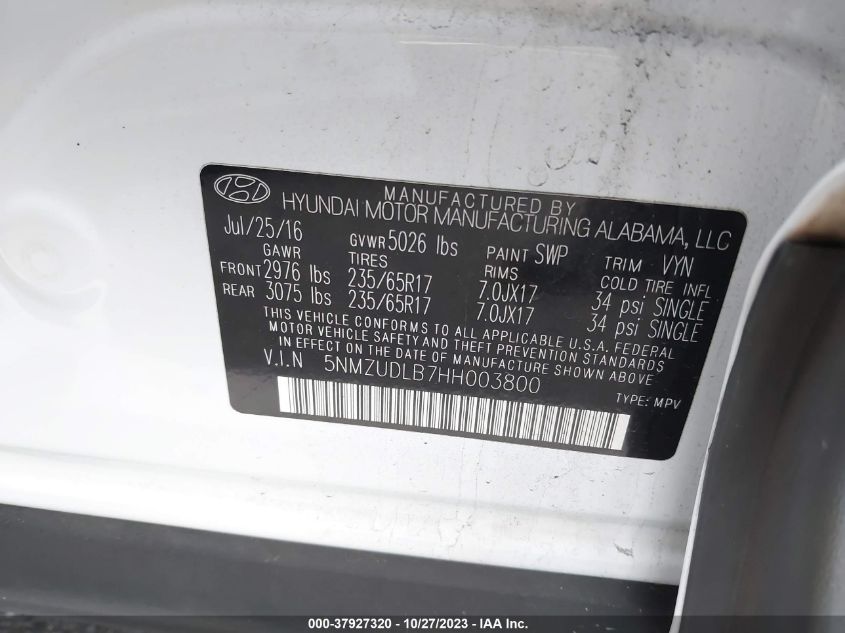 MANUFACTURED BY
HYUNDAI MOTOR MANUFACTURING ALABAMA, LLC
Jul/25/16 GVWR 5026 lbs PAINT SWP TRIM VYN
GAWR TIRES RIMS COLD TIRE INFL
FRONT 2976 lbs 235/65R17 7.0JX17 34 psi SINGLE
REAR 3075 lbs 235/65R17 7.0JX17 34 psi SINGLE
THIS VEHICLE CONFORMS TO ALL APPLICABLE U.S.A. FEDERAL
MOTOR VEHICLE SAFETY AND THEFT PREVENTION STANDARDS
IN EFFECT ON THE DATE OF MANUFACTURE SHOWN ABOVE.
V.I.N 5NMZUDLB7HH003800
TYPE: MPV
000-37927320 | 10/27/2023 | IAA Inc.